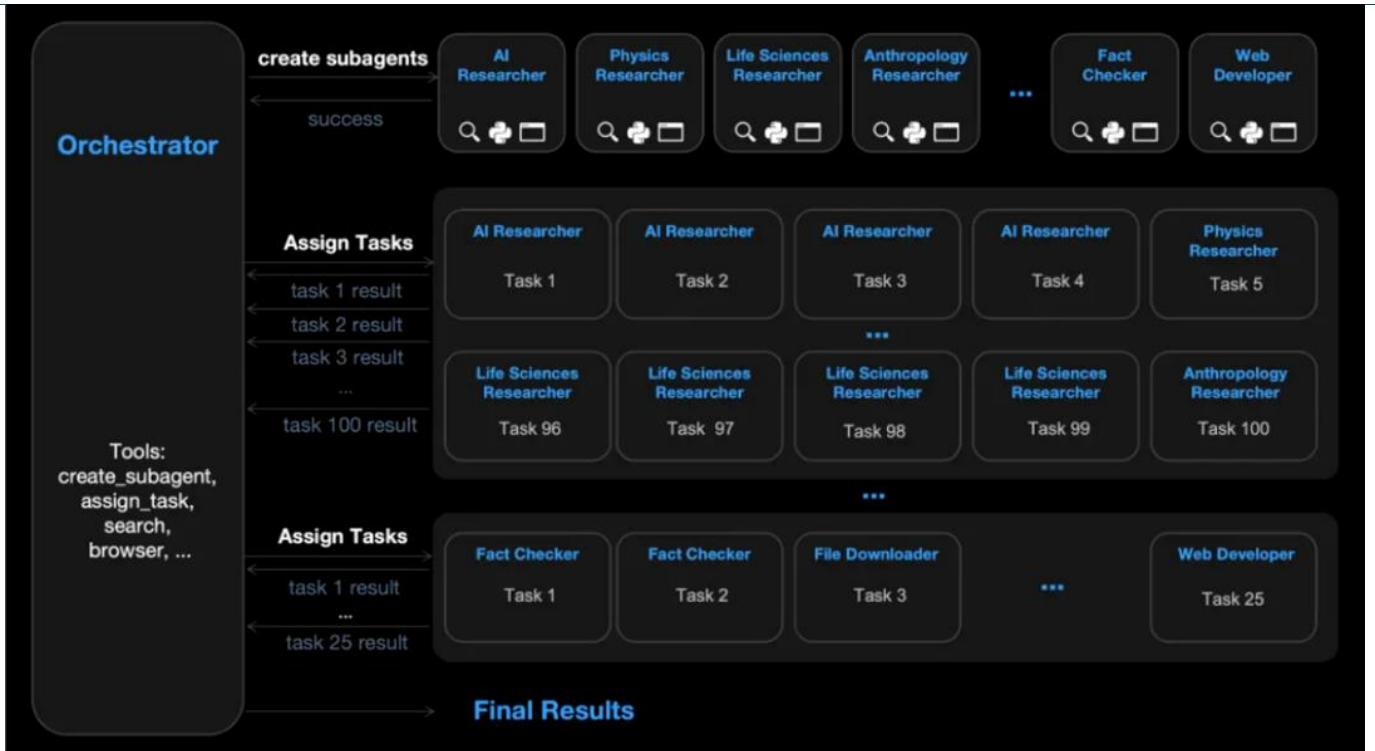 Orchestrator
Tools:
create_subagent,
assign_task,
search,
browser, ...
create subagents
success
AI
Researcher
Physics
Researcher
Life Sciences
Researcher
Anthropology
Researcher
...
Fact
Checker
Web
Developer
Assign Tasks
task 1 result
task 2 result
task 3 result
...
task 100 result
AI Researcher
Task 1
AI Researcher
Task 2
AI Researcher
Task 3
AI Researcher
Task 4
Physics
Researcher
Task 5
...
Life Sciences
Researcher
Task 96
Life Sciences
Researcher
Task 97
Life Sciences
Researcher
Task 98
Life Sciences
Researcher
Task 99
Anthropology
Researcher
Task 100
...
Assign Tasks
task 1 result
...
task 25 result
Fact Checker
Task 1
Fact Checker
Task 2
File Downloader
Task 3
...
Web Developer
Task 25
Final Results